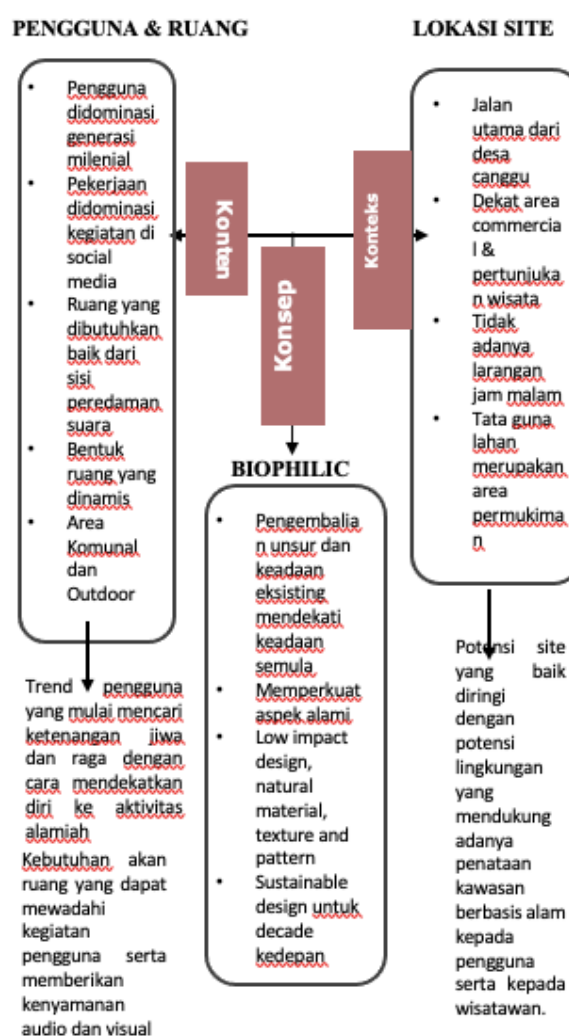 PENGGUNA & RUANG
LOKASI SITE
• Pengguna
didominasi
generasi
milenial
• Pekerjaan
didominasi
kegiatan di
social
media
• Ruang yang
dibutuhkan
baik dari
sisi
peredaman
suara
• Bentuk
ruang yang
dinamis
• Area
Komunal
dan
Outdoor
Konten
Konsep
Konteks
• Jalan
utama dari
desa
canggu
• Dekat area
commercia
l &
pertunjuka
n wisata
• Tidak
adanya
larangan
jam malam
• Tata guna
lahan
merupakan
area
permukima
n
BIOPHILIC
• Pengembalia
n unsur dan
keadaan
eksisting
mendekati
keadaan
semula
• Memperkuat
aspek alami
• Low impact
design,
natural
material,
texture and
pattern
• Sustainable
design untuk
decade
kedepan
Trend pengguna
yang mulai mencari
ketenangan jiwa
dan raga dengan
cara mendekatkan
diri ke aktivitas
alamiah
Kebutuhan akan
ruang yang dapat
mewadahi
kegiatan
pengguna serta
memberikan
kenyamanan
audio dan visual
Potensi site
yang baik
diringi
dengan
potensi
lingkungan
yang
mendukung
adanya
penataan
kawasan
berbasis alam
kepada
pengguna
serta kepada
wisatawan.